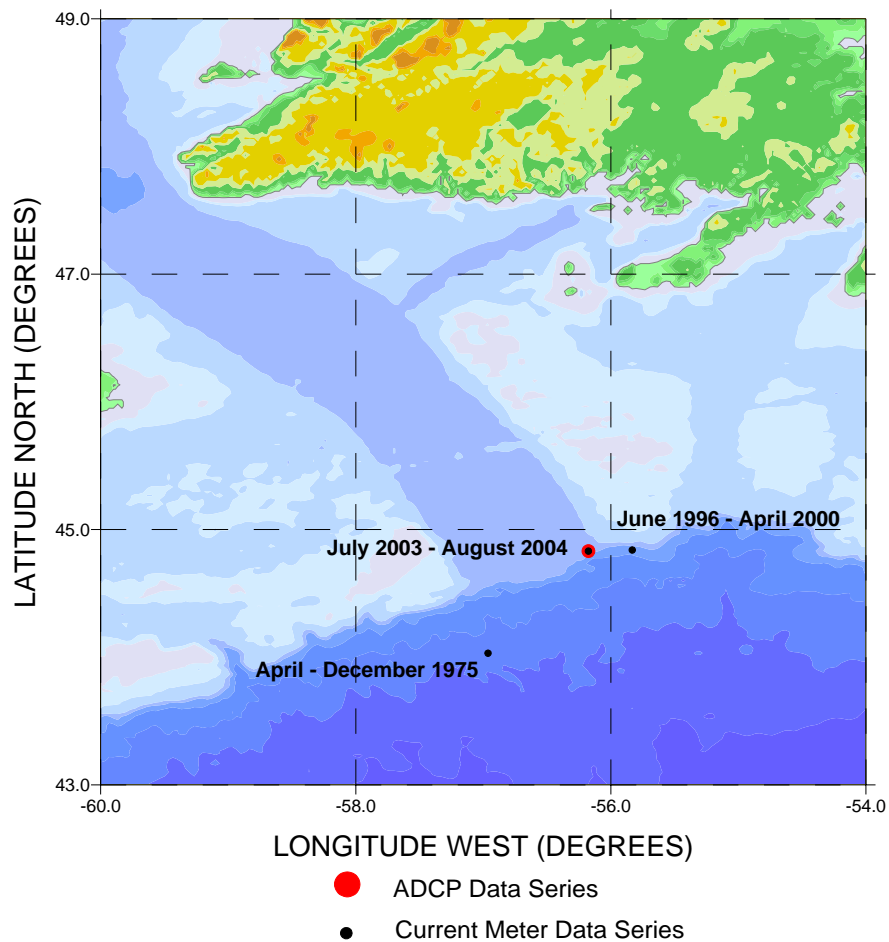 49.0
47.0
45.0
43.0
LATITUDE NORTH (DEGREES)
June 1996 - April 2000
July 2003 - August 2004
April - December 1975
-60.0
-58.0
-56.0
-54.0
LONGITUDE WEST (DEGREES)
ADCP Data Series
Current Meter Data Series